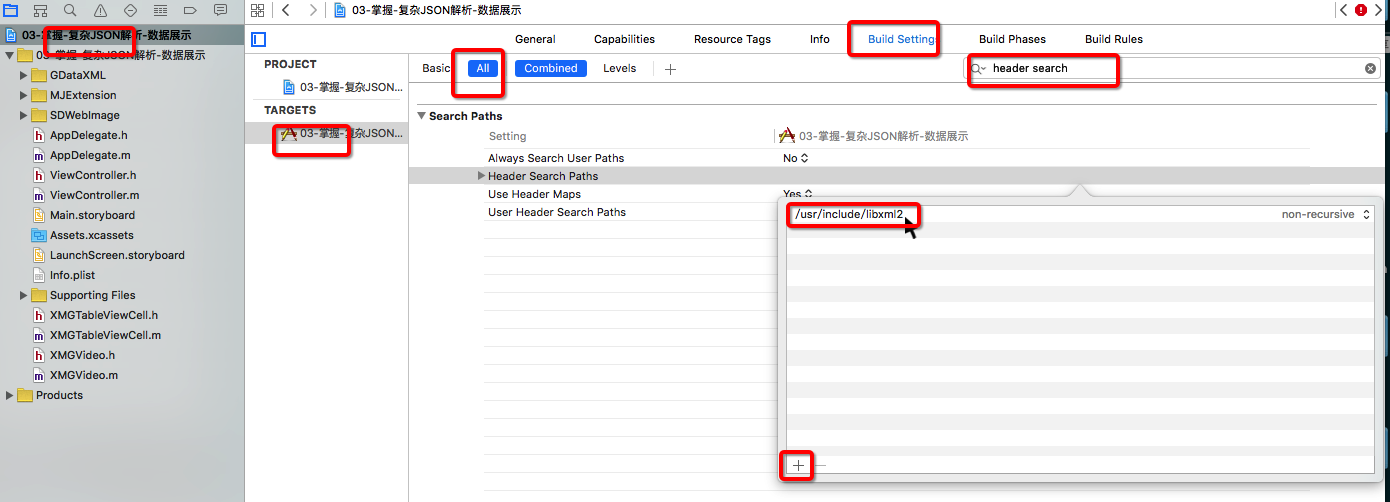 03-掌握-复杂JSON解析-数据展示
03-掌握-复杂JSON解析-数据展示
03-掌握-复杂JSON解析-数据展示
GDataXML
MJExtension
SDWebImage
AppDelegate.h
AppDelegate.m
ViewController.h
ViewController.m
Main.storyboard
Assets.xcassets
LaunchScreen.storyboard
Info.plist
Supporting Files
XMGTableViewCell.h
XMGTableViewCell.m
XMGVideo.h
XMGVideo.m
Products
General Capabilities Resource Tags Info Build Settings Build Phases Build Rules
PROJECT
03-掌握-复杂JSON...
TARGETS
03-掌握-复杂JSON...
Basic All Combined Levels
header search
Search Paths
Setting 03-掌握-复杂JSON解析-数据展示
Always Search User Paths No
Header Search Paths
Use Header Maps Yes
User Header Search Paths
/usr/include/libxml2 non-recursive